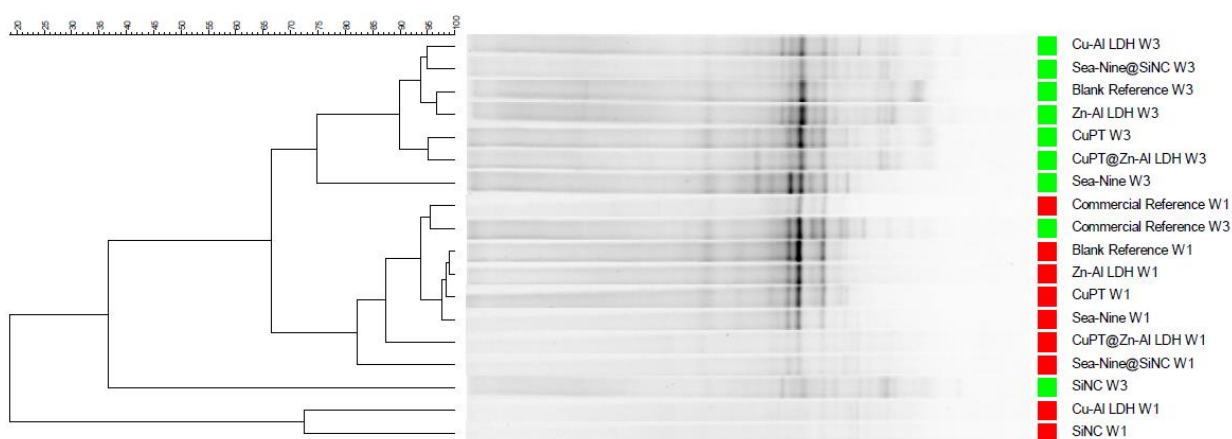 20 25 30 35 40 45 50 55 60 65 70 75 80 85 90 95 100
Cu-Al LDH W3
Sea-Nine@SiNC W3
Blank Reference W3
Zn-Al LDH W3
CuPT W3
CuPT@Zn-Al LDH W3
Sea-Nine W3
Commercial Reference W1
Commercial Reference W3
Blank Reference W1
Zn-Al LDH W1
CuPT W1
Sea-Nine W1
CuPT@Zn-Al LDH W1
Sea-Nine@SiNC W1
SiNC W3
Cu-Al LDH W1
SiNC W1